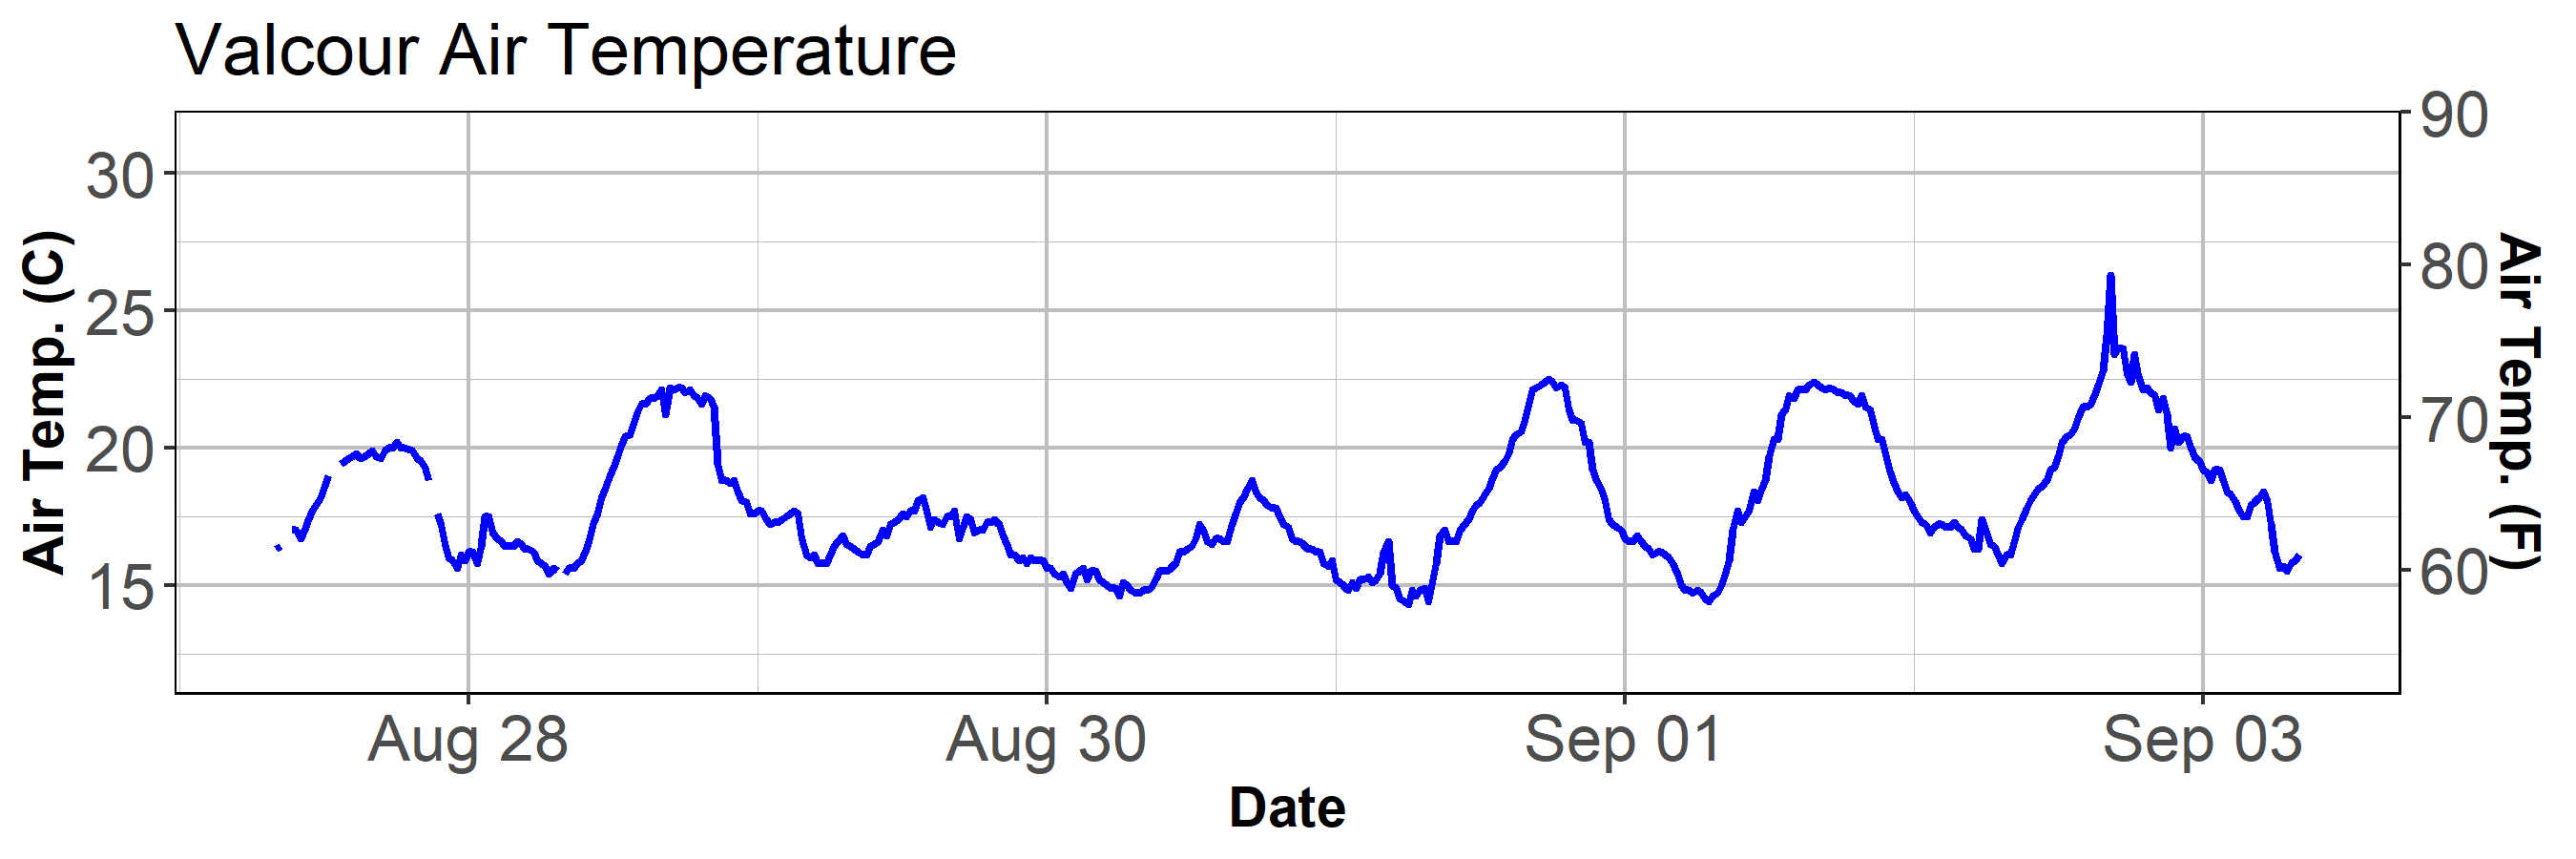 Valcour Air Temperature
Air Temp. (C)
30
25
20
15
90
80
70
60
Air Temp. (F)
Aug 28
Aug 30
Sep 01
Sep 03
Date